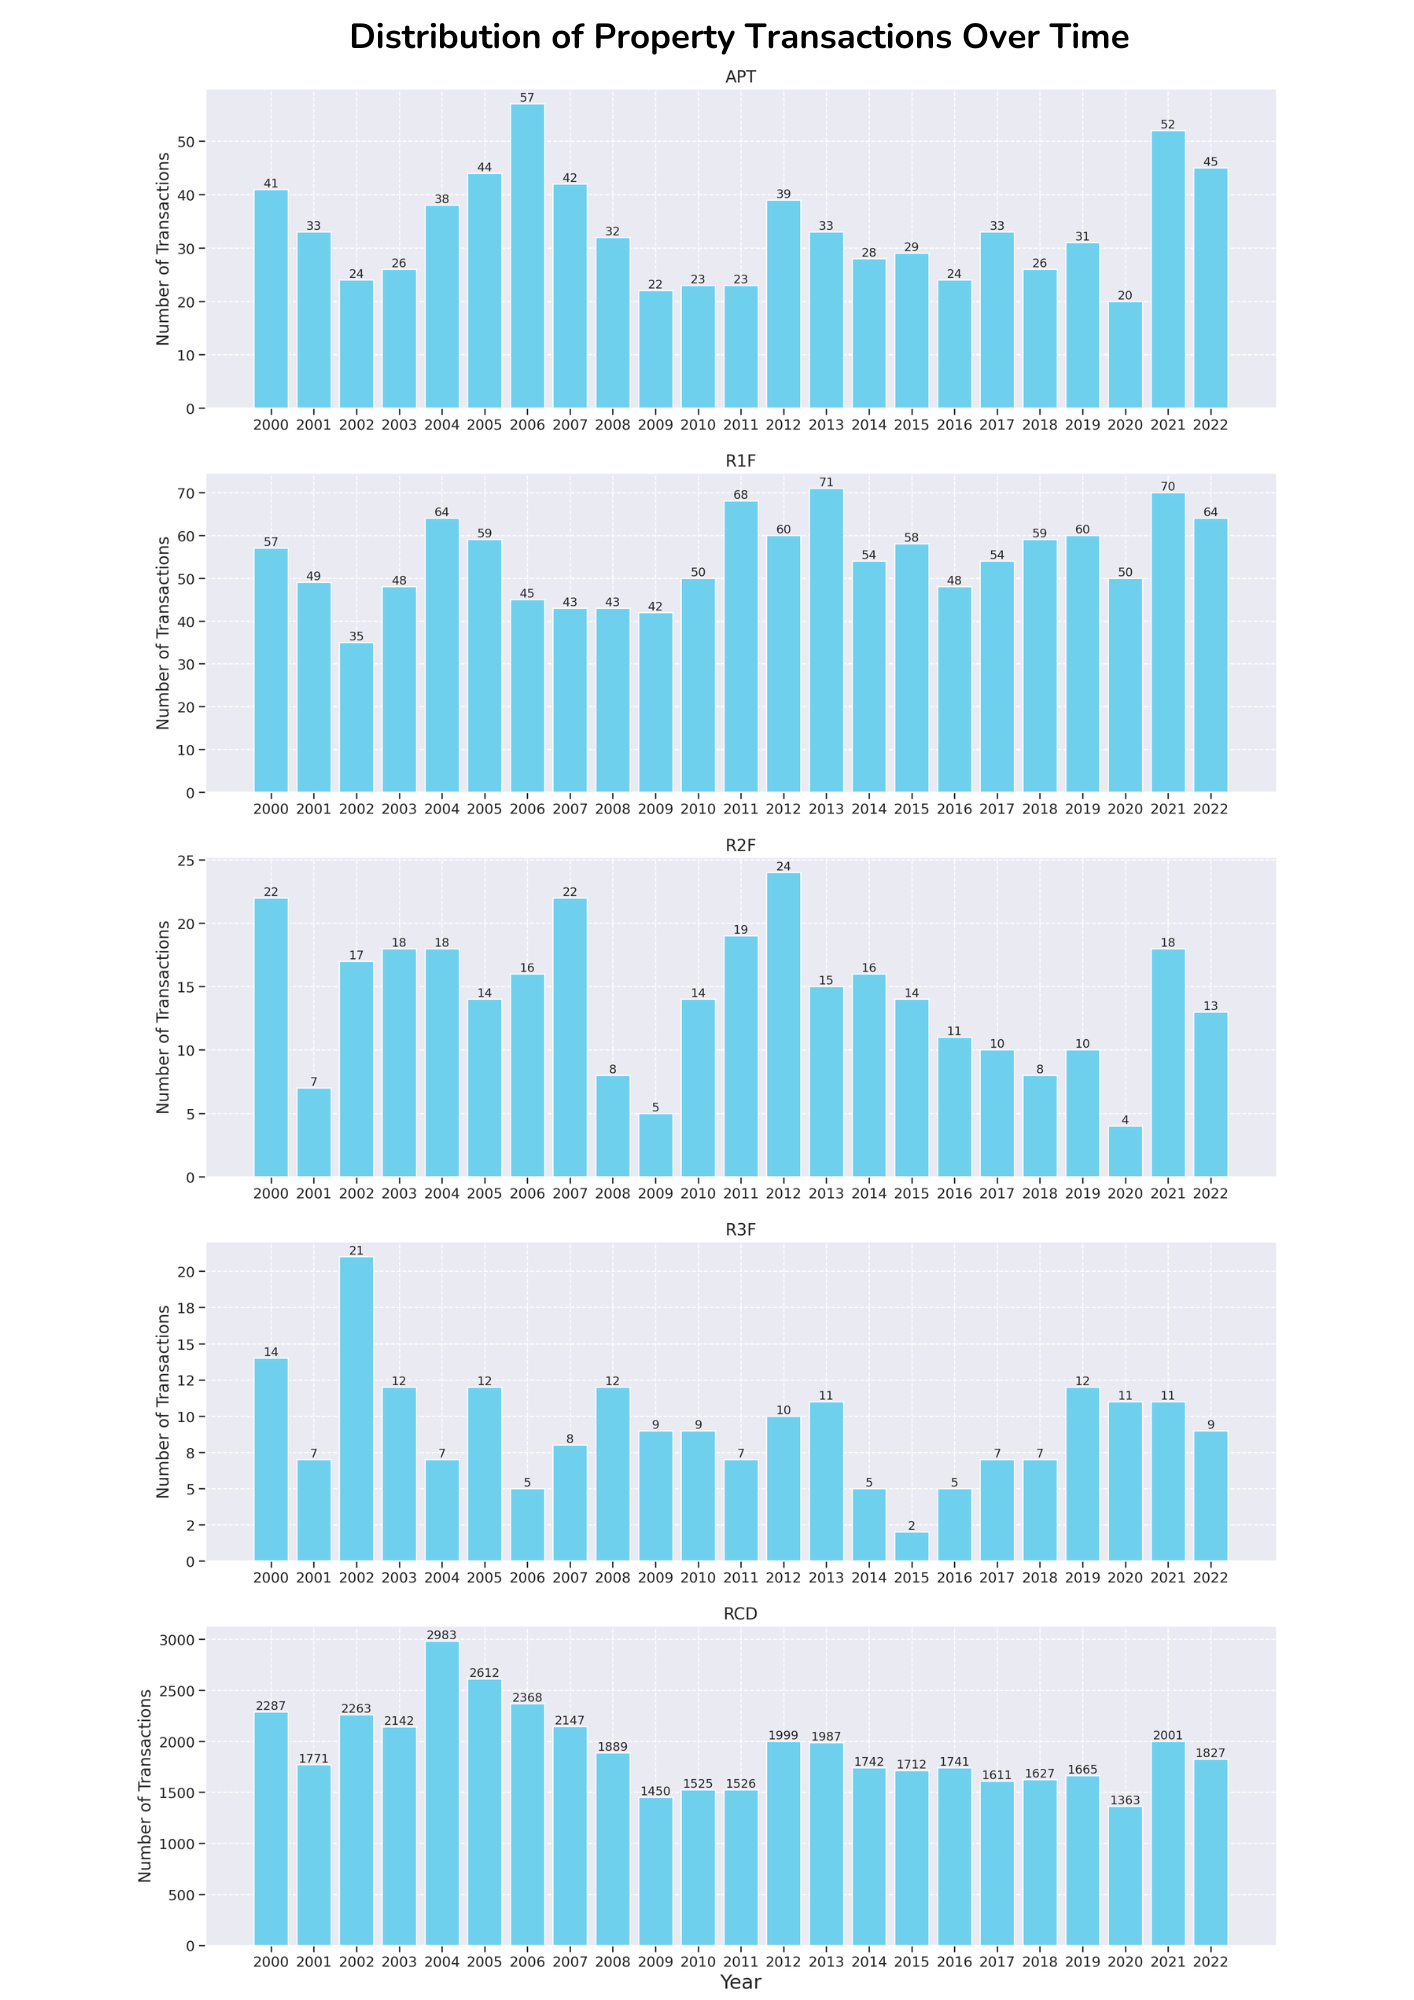 Distribution of Property Transactions Over Time
APT
Number of Transactions
50
40
30
20
10
0
41 33 24 26 38 44 57 42 32 22 23 23 39 33 28 29 24 33 26 31 20 52 45
2000 2001 2002 2003 2004 2005 2006 2007 2008 2009 2010 2011 2012 2013 2014 2015 2016 2017 2018 2019 2020 2021 2022
R1F
Number of Transactions
70
60
50
40
30
20
10
0
57 49 35 48 64 59 45 43 43 42 50 68 60 71 54 58 48 54 59 60 50 70 64
2000 2001 2002 2003 2004 2005 2006 2007 2008 2009 2010 2011 2012 2013 2014 2015 2016 2017 2018 2019 2020 2021 2022
R2F
Number of Transactions
25
20
15
10
5
0
22 7 17 18 18 14 16 22 8 5 14 19 24 15 16 14 11 10 8 10 4 18 13
2000 2001 2002 2003 2004 2005 2006 2007 2008 2009 2010 2011 2012 2013 2014 2015 2016 2017 2018 2019 2020 2021 2022
R3F
Number of Transactions
20
18
15
12
10
8
5
2
0
14 7 21 12 7 12 5 8 12 9 9 7 10 11 5 2 5 7 7 12 11 11 9
2000 2001 2002 2003 2004 2005 2006 2007 2008 2009 2010 2011 2012 2013 2014 2015 2016 2017 2018 2019 2020 2021 2022
RCD
Number of Transactions
3000
2500
2000
1500
1000
500
0
2287 1771 2263 2142 2983 2612 2368 2147 1889 1450 1525 1526 1999 1987 1742 1712 1741 1611 1627 1665 1363 2001 1827
2000 2001 2002 2003 2004 2005 2006 2007 2008 2009 2010 2011 2012 2013 2014 2015 2016 2017 2018 2019 2020 2021 2022
Year